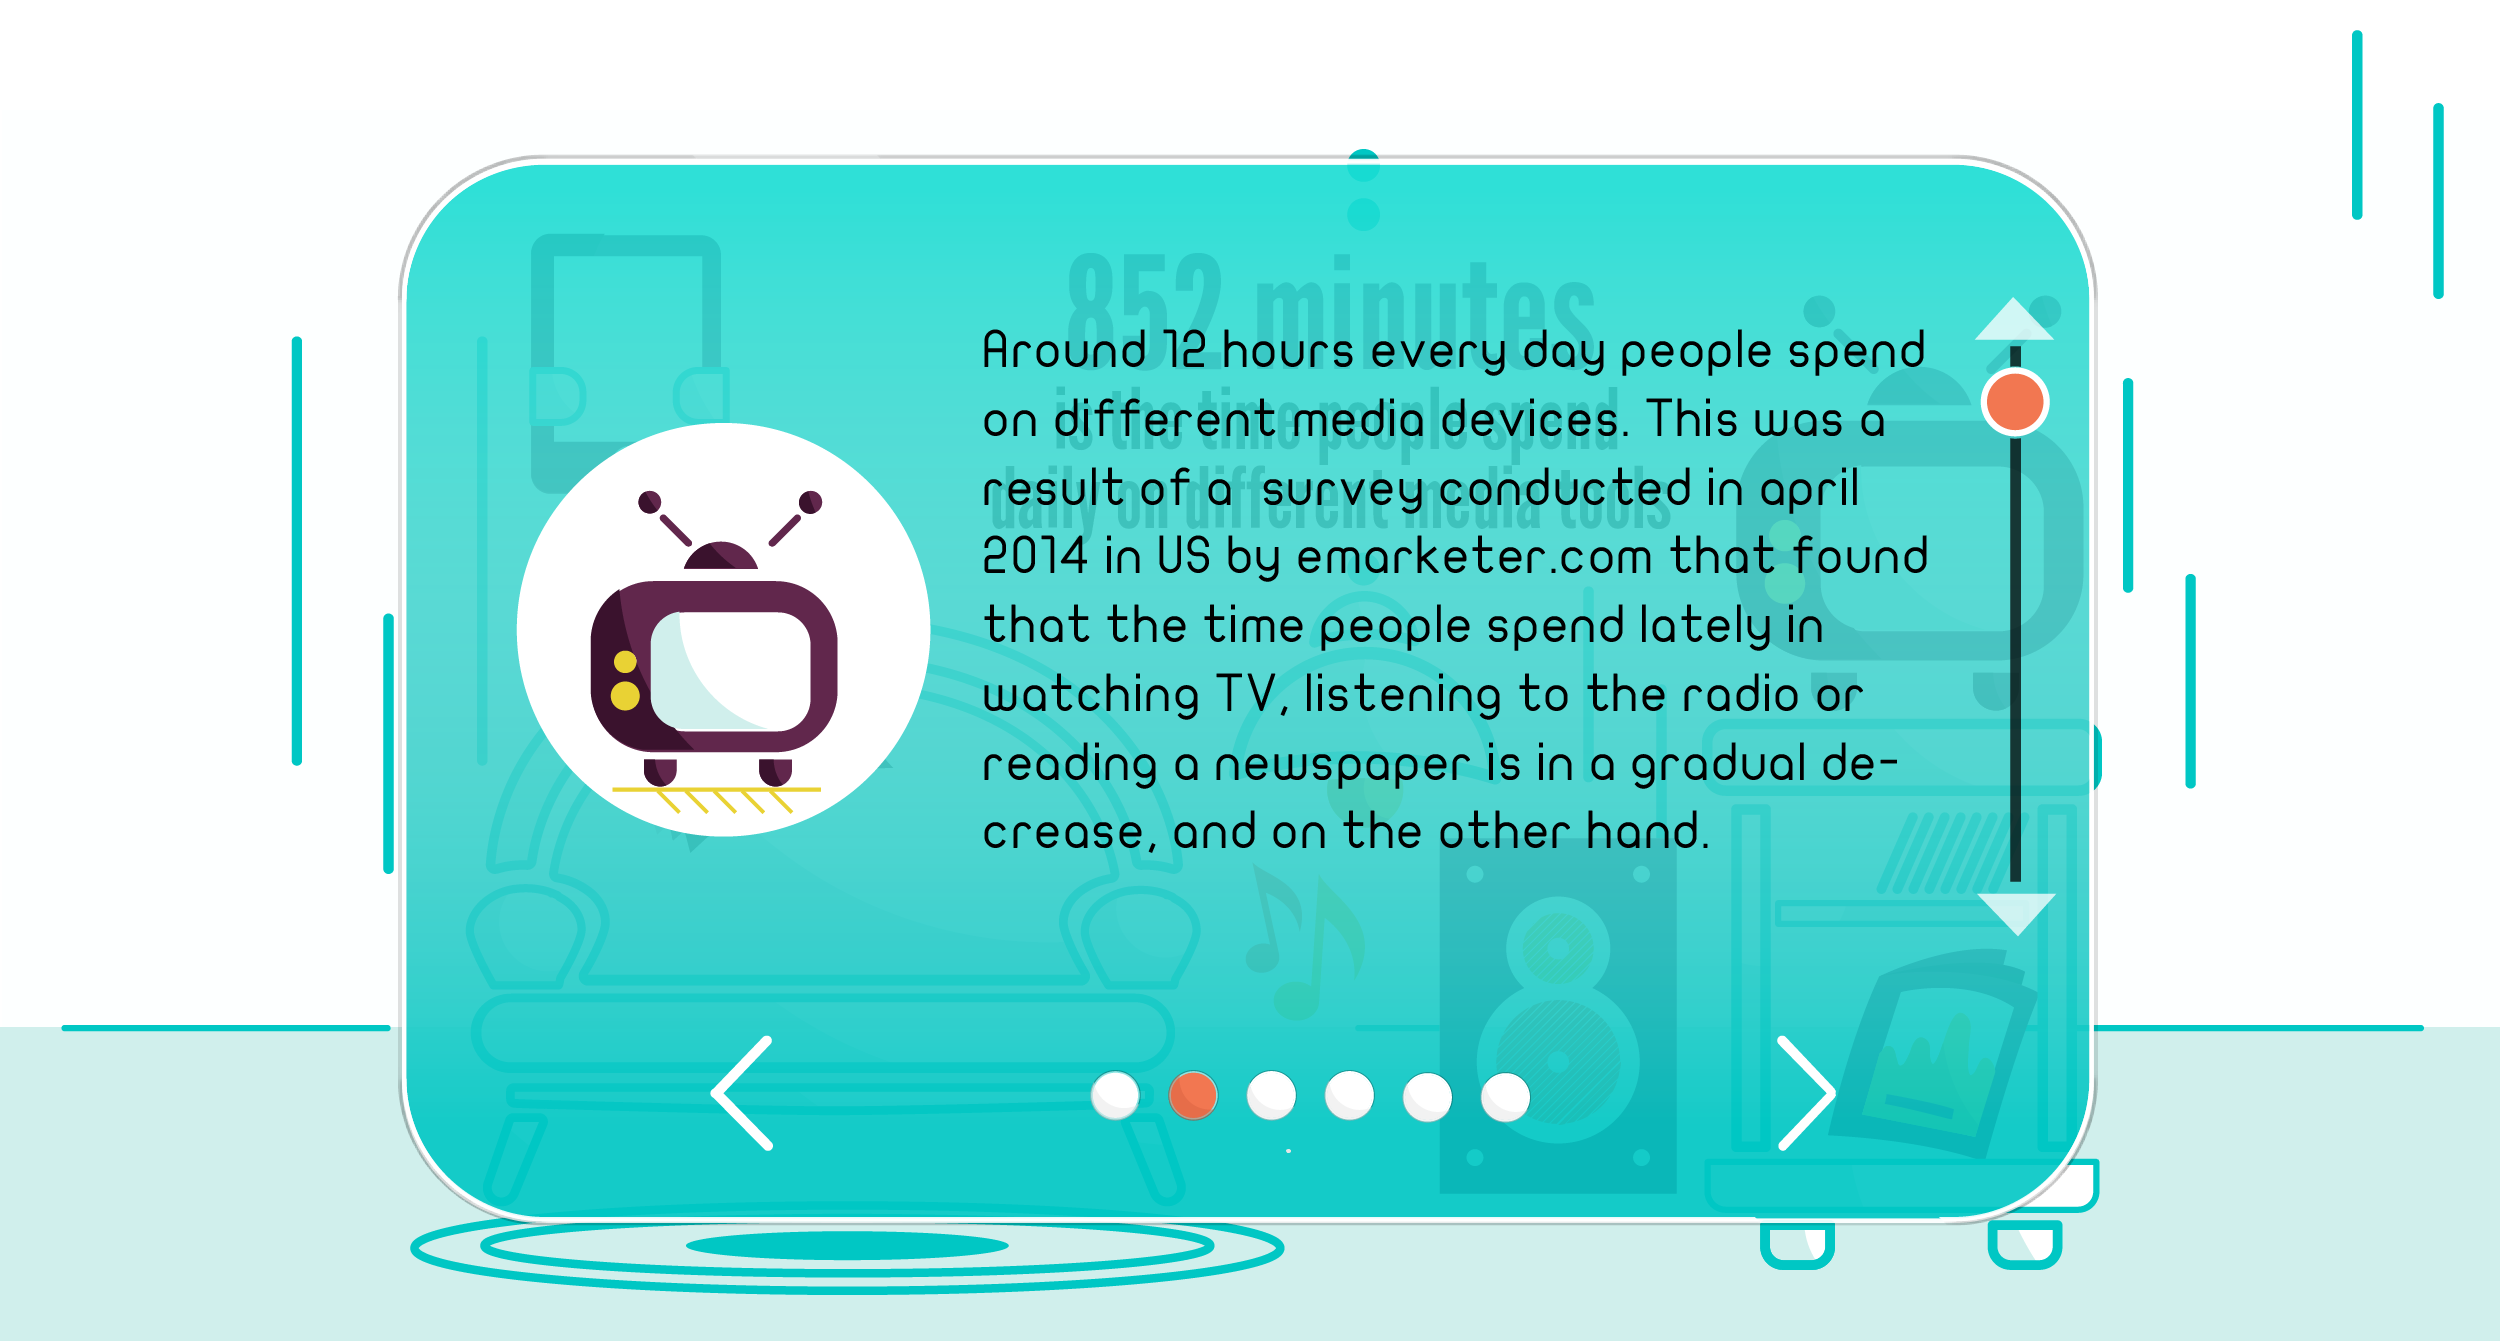 852 minutes
is the time people spend
daily on different media tools
Around 12 hours every day people spend
on different media devices. This was a
result of a survey conducted in april
2014 in US by emarketer.com that found
that the time people spend lately in
watching TV, listening to the radio or
reading a newspaper is in a gradual de-
crease, and on the other hand.